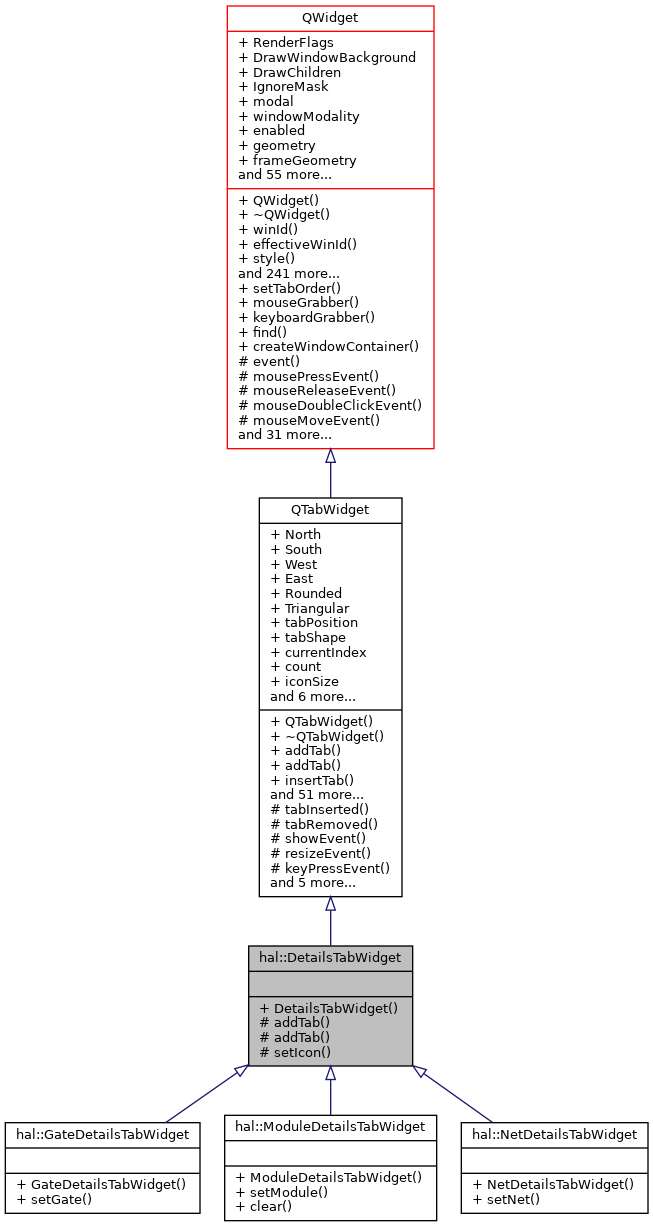 QWidget
+ RenderFlags
+ DrawWindowBackground
+ DrawChildren
+ IgnoreMask
+ modal
+ windowModality
+ enabled
+ geometry
+ frameGeometry
and 55 more...
+ QWidget()
+ ~QWidget()
+ winId()
+ effectiveWinId()
+ style()
and 241 more...
+ setTabOrder()
+ mouseGrabber()
+ keyboardGrabber()
+ find()
+ createWindowContainer()
# event()
# mousePressEvent()
# mouseReleaseEvent()
# mouseDoubleClickEvent()
# mouseMoveEvent()
and 31 more...
QTabWidget
+ North
+ South
+ West
+ East
+ Rounded
+ Triangular
+ tabPosition
+ tabShape
+ currentIndex
+ count
+ iconSize
and 6 more...
+ QTabWidget()
+ ~QTabWidget()
+ addTab()
+ addTab()
+ insertTab()
and 51 more...
# tabInserted()
# tabRemoved()
# showEvent()
# resizeEvent()
# keyPressEvent()
and 5 more...
hal::DetailsTabWidget
+ DetailsTabWidget()
# addTab()
# addTab()
# setIcon()
hal::GateDetailsTabWidget
+ GateDetailsTabWidget()
+ setGate()
hal::ModuleDetailsTabWidget
+ ModuleDetailsTabWidget()
+ setModule()
+ clear()
hal::NetDetailsTabWidget
+ NetDetailsTabWidget()
+ setNet()